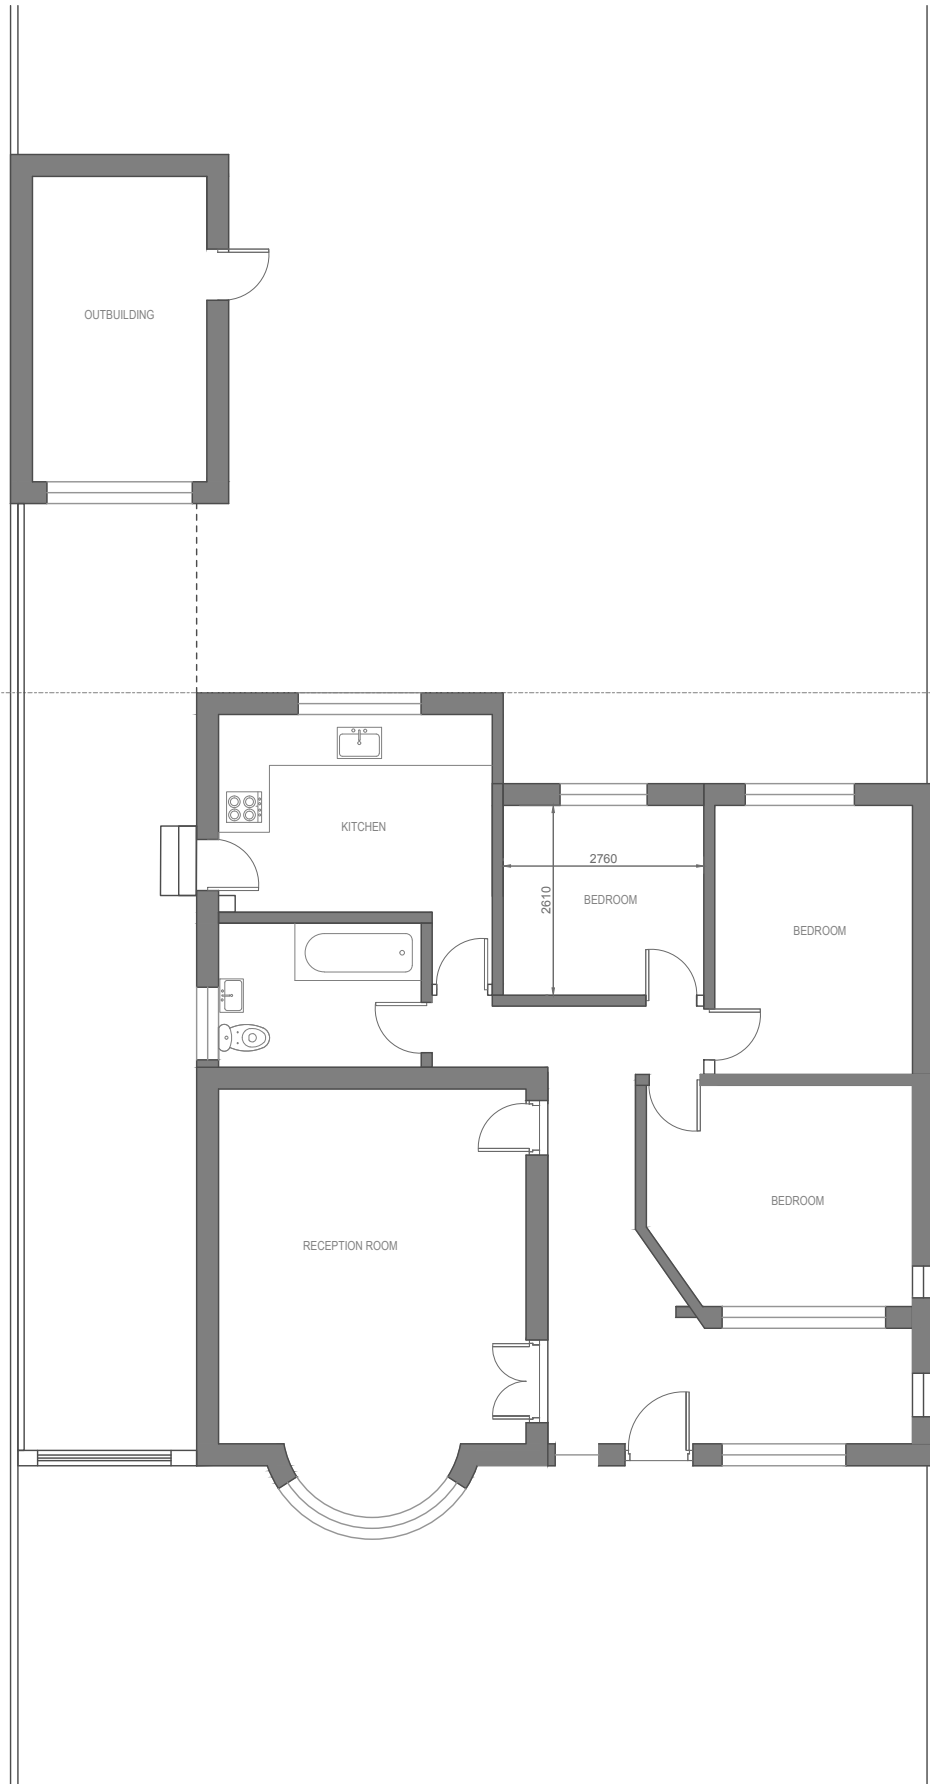 OUTBUILDING
KITCHEN
2760
2610
BEDROOM
BEDROOM
BEDROOM
RECEPTION ROOM